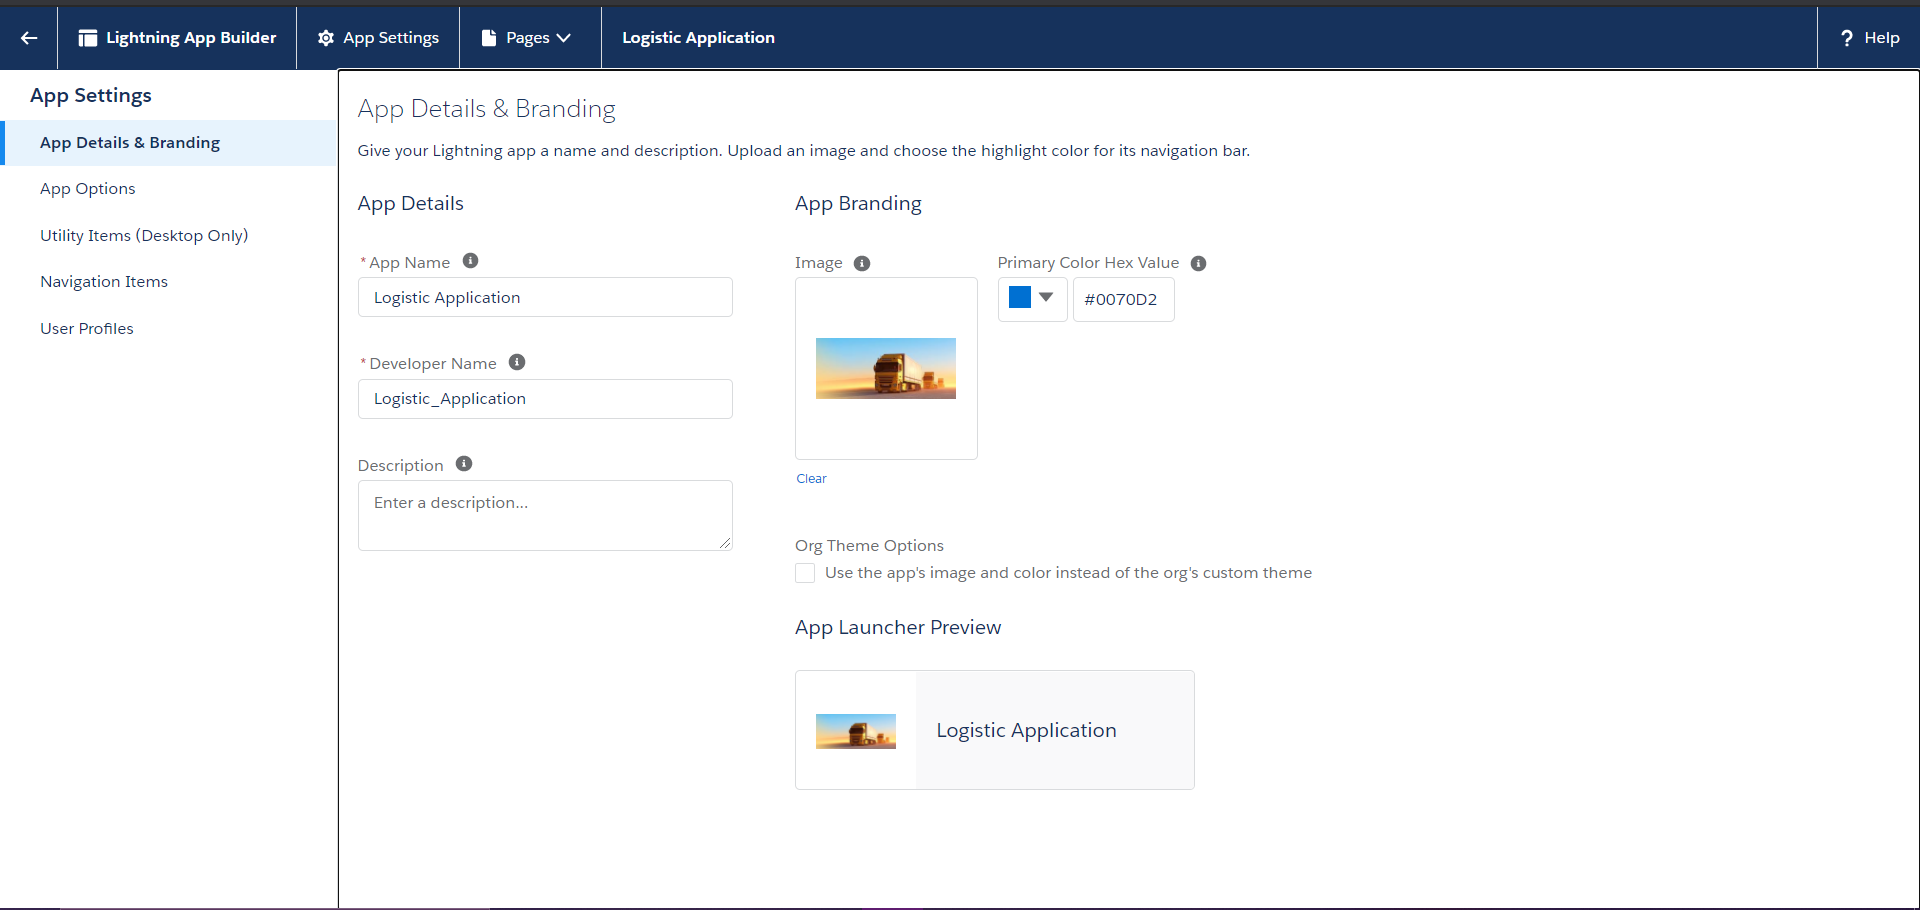 Lightning App Builder
App Settings
Pages
Logistic Application
? Help
App Settings
App Details & Branding
App Options
Utility Items (Desktop Only)
Navigation Items
User Profiles
App Details & Branding
Give your Lightning app a name and description. Upload an image and choose the highlight color for its navigation bar.
App Details
* App Name
Logistic Application
* Developer Name
Logistic_Application
Description
Enter a description...
App Branding
Image
Primary Color Hex Value
#0070D2
Clear
Org Theme Options
Use the app's image and color instead of the org's custom theme
App Launcher Preview
Logistic Application